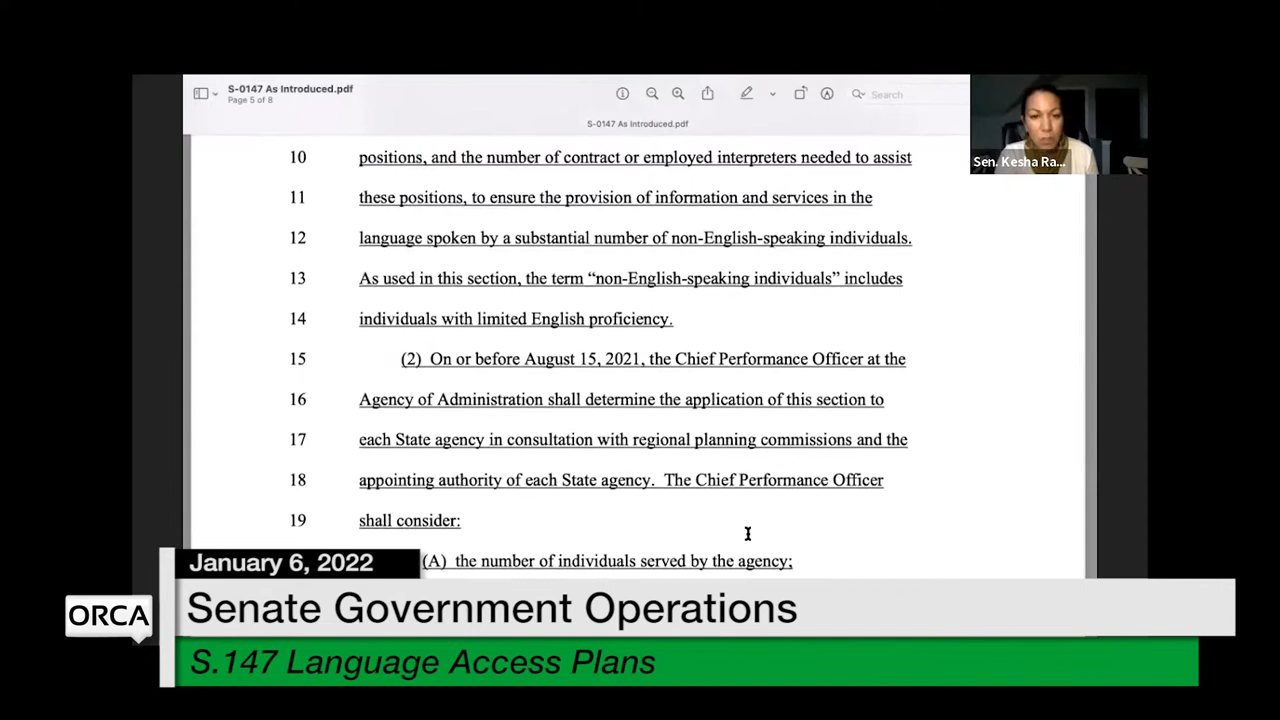 S-0147 As Introduced.pdf
Page 5 of 8
Search
S-0147 As Introduced.pdf
Sen. Kesha Ra...
10 positions, and the number of contract or employed interpreters needed to assist
11 these positions, to ensure the provision of information and services in the
12 language spoken by a substantial number of non-English-speaking individuals.
13 As used in this section, the term “non-English-speaking individuals” includes
14 individuals with limited English proficiency.
15 (2) On or before August 15, 2021, the Chief Performance Officer at the
16 Agency of Administration shall determine the application of this section to
17 each State agency in consultation with regional planning commissions and the
18 appointing authority of each State agency. The Chief Performance Officer
19 shall consider:
(A) the number of individuals served by the agency;
January 6, 2022
ORCA
Senate Government Operations
S.147 Language Access Plans